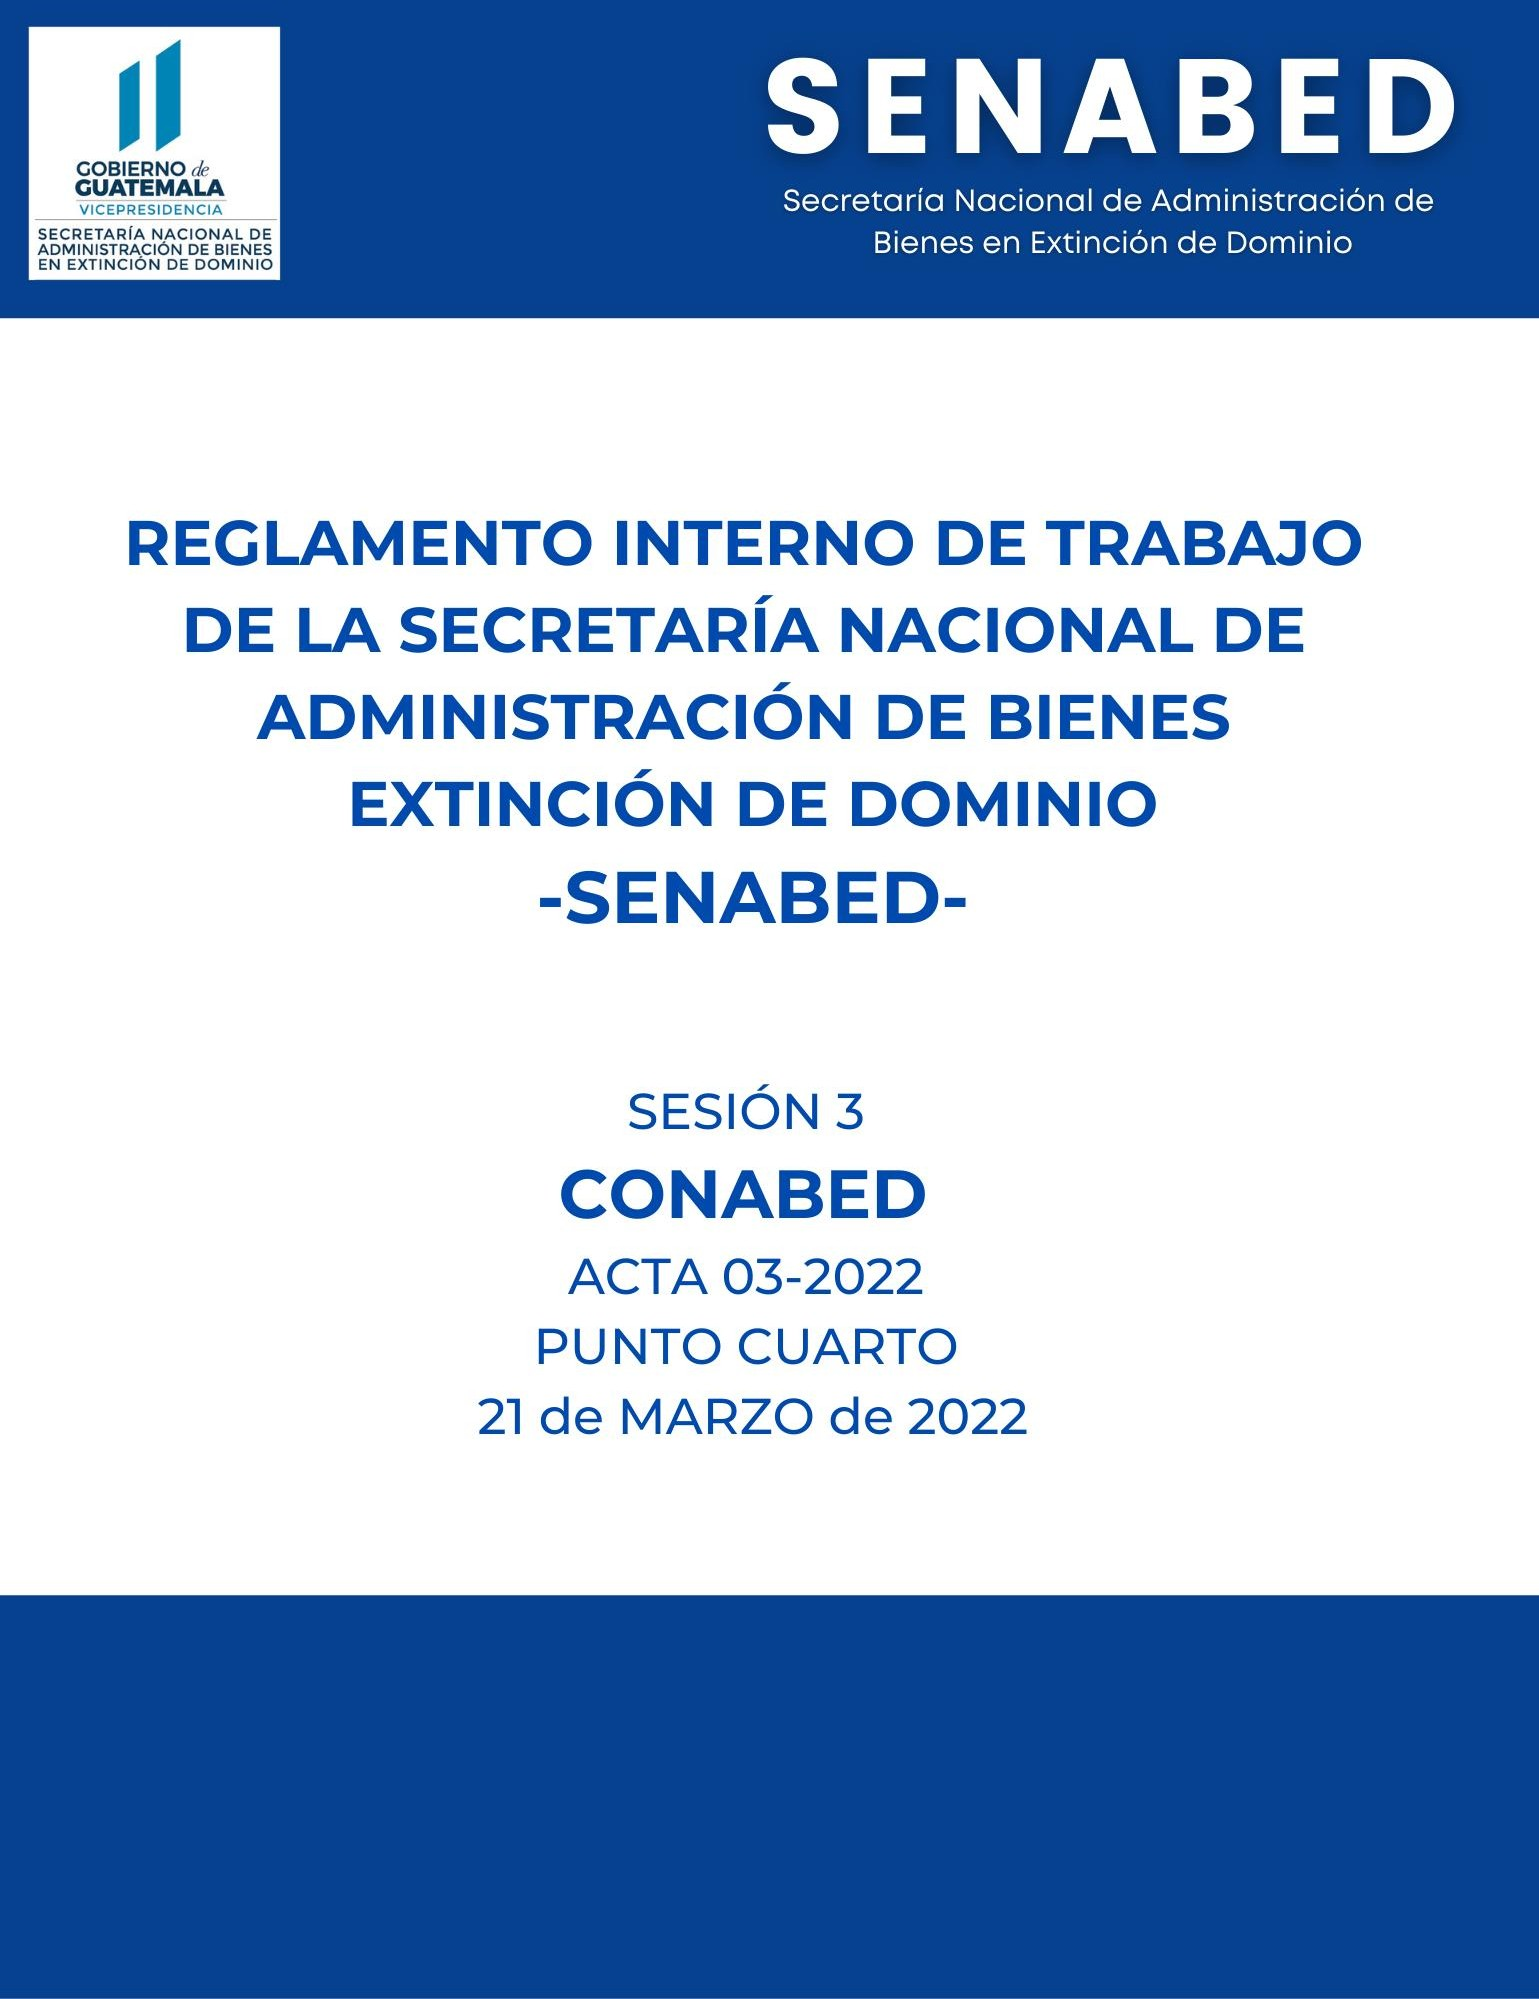 GOBIERNO de
GUATEMALA
VICEPRESIDENCIA
SECRETARÍA NACIONAL DE
ADMINISTRACIÓN DE BIENES
EN EXTINCIÓN DE DOMINIO
SENABED
Secretaría Nacional de Administración de
Bienes en Extinción de Dominio
REGLAMENTO INTERNO DE TRABAJO
DE LA SECRETARÍA NACIONAL DE
ADMINISTRACIÓN DE BIENES
EXTINCIÓN DE DOMINIO
-SENABED-
SESIÓN 3
CONABED
ACTA 03-2022
PUNTO CUARTO
21 de MARZO de 2022